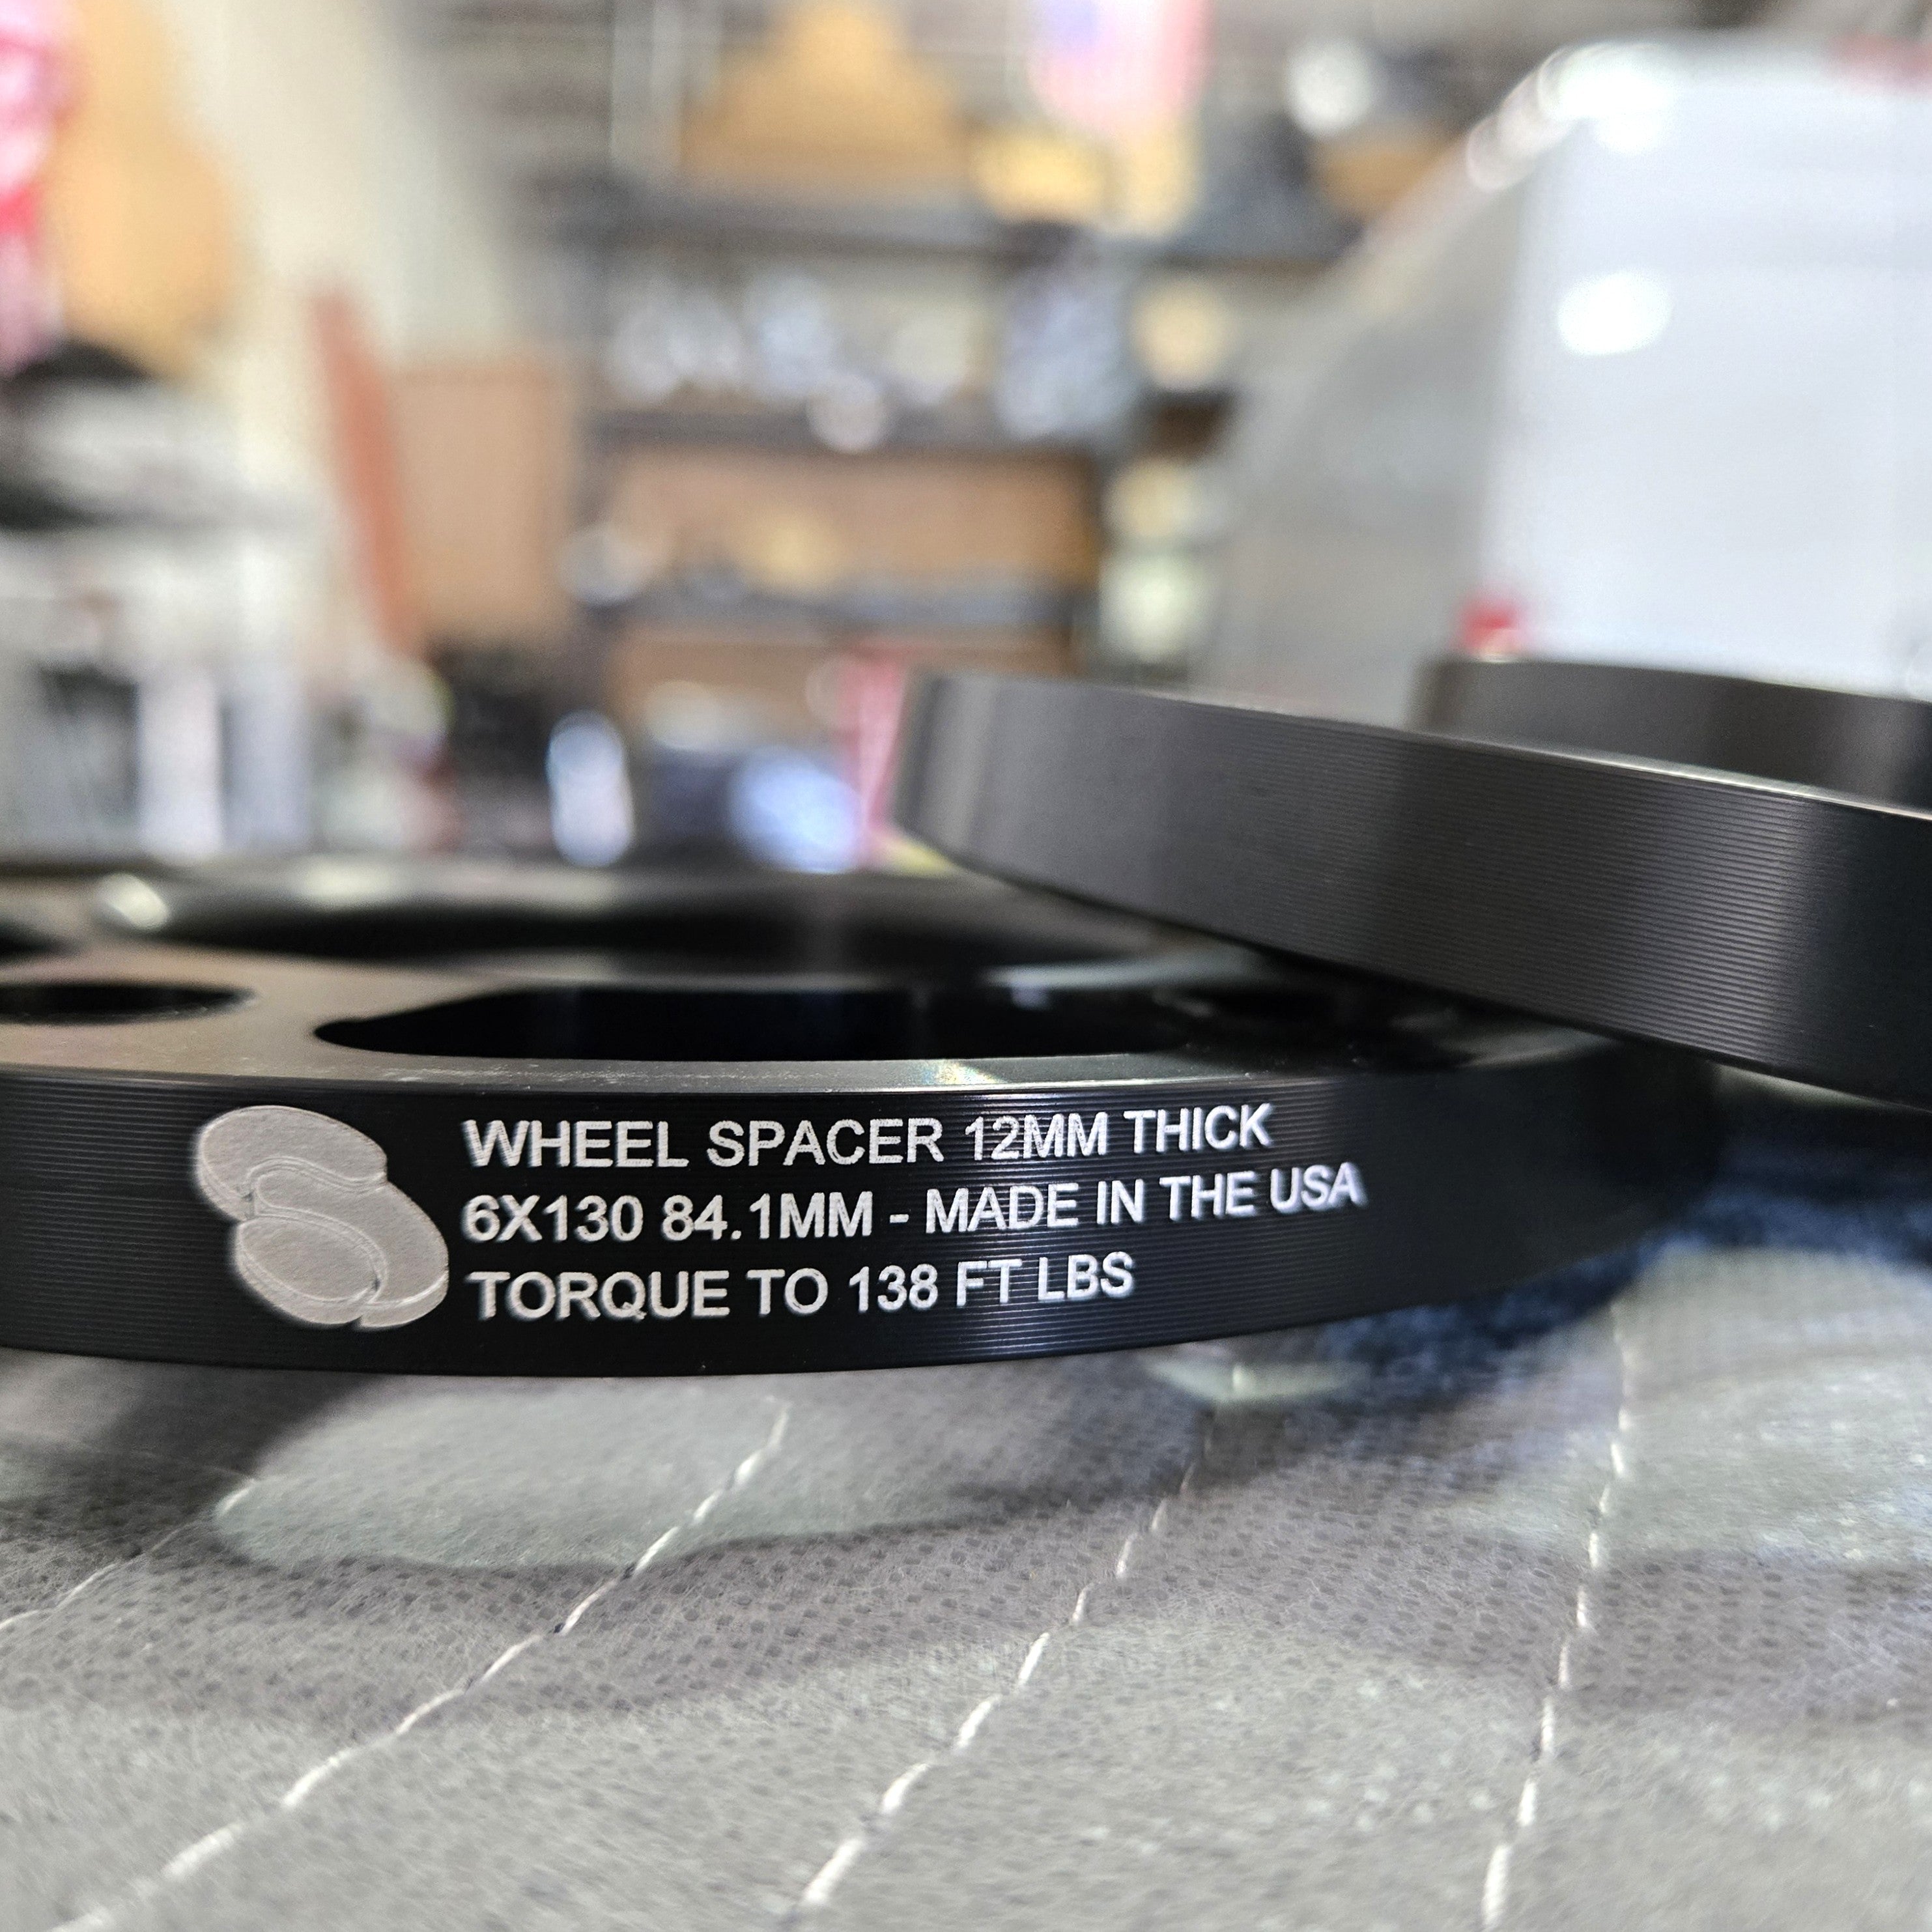 WHEEL SPACER 12MM THICK
6X130 84.1MM - MADE IN THE USA
TORQUE TO 138 FT LBS